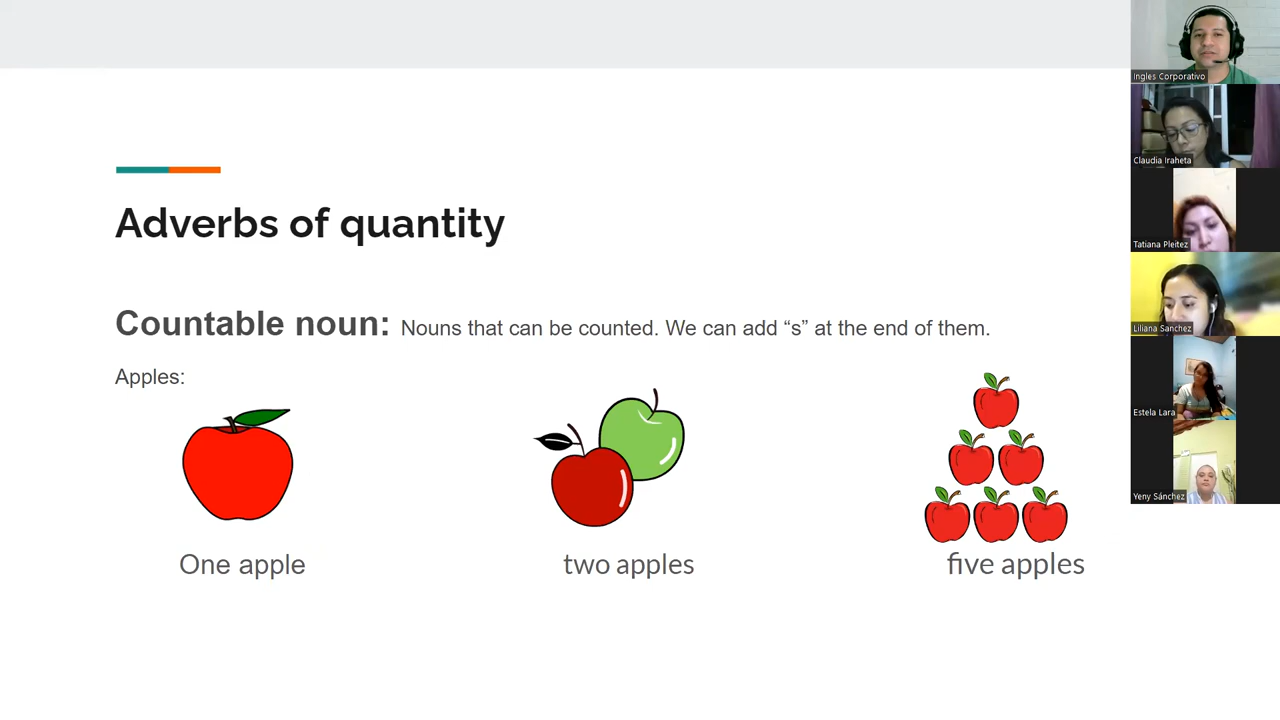 Adverbs of quantity
Countable noun: Nouns that can be counted. We can add “s” at the end of them.
Apples:
One apple
two apples
five apples
Ingles Corporativo
Claudia Iraheta
Tatiana Pleitez
Liliana Sanchez
Estela Lara
Yeny Sánchez